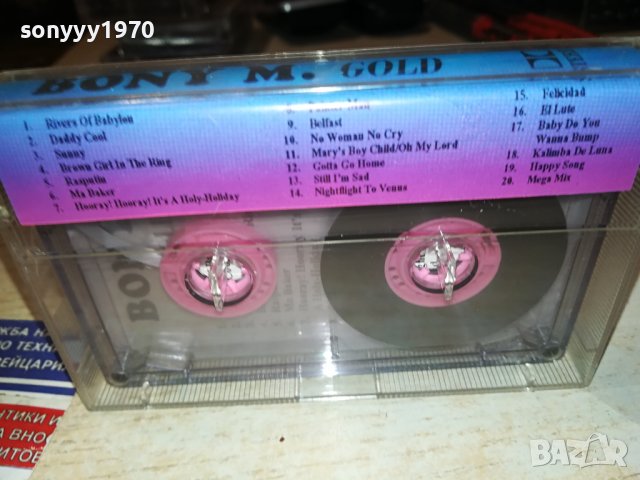 sonyyy1970
BONY M. GOLD
1. Rivers Of Babylon
2. Daddy Cool
3. Sunny
4. Brown Girl In The Ring
5. Rasputin
6. Ma Baker
7. Hooray! Hooray! It's A Holy-Holiday
8.
9. Belfast
10. No Woman No Cry
11. Mary's Boy Child/Oh My Lord
12. Gotta Go Home
13. Still I'm Sad
14. Nightflight To Venus
15. Felicidad
16. El Lute
17. Baby Do You
Wanna Bump
18. Kalimba De Luna
19. Happy Song
20. Mega Mix
BAZAR